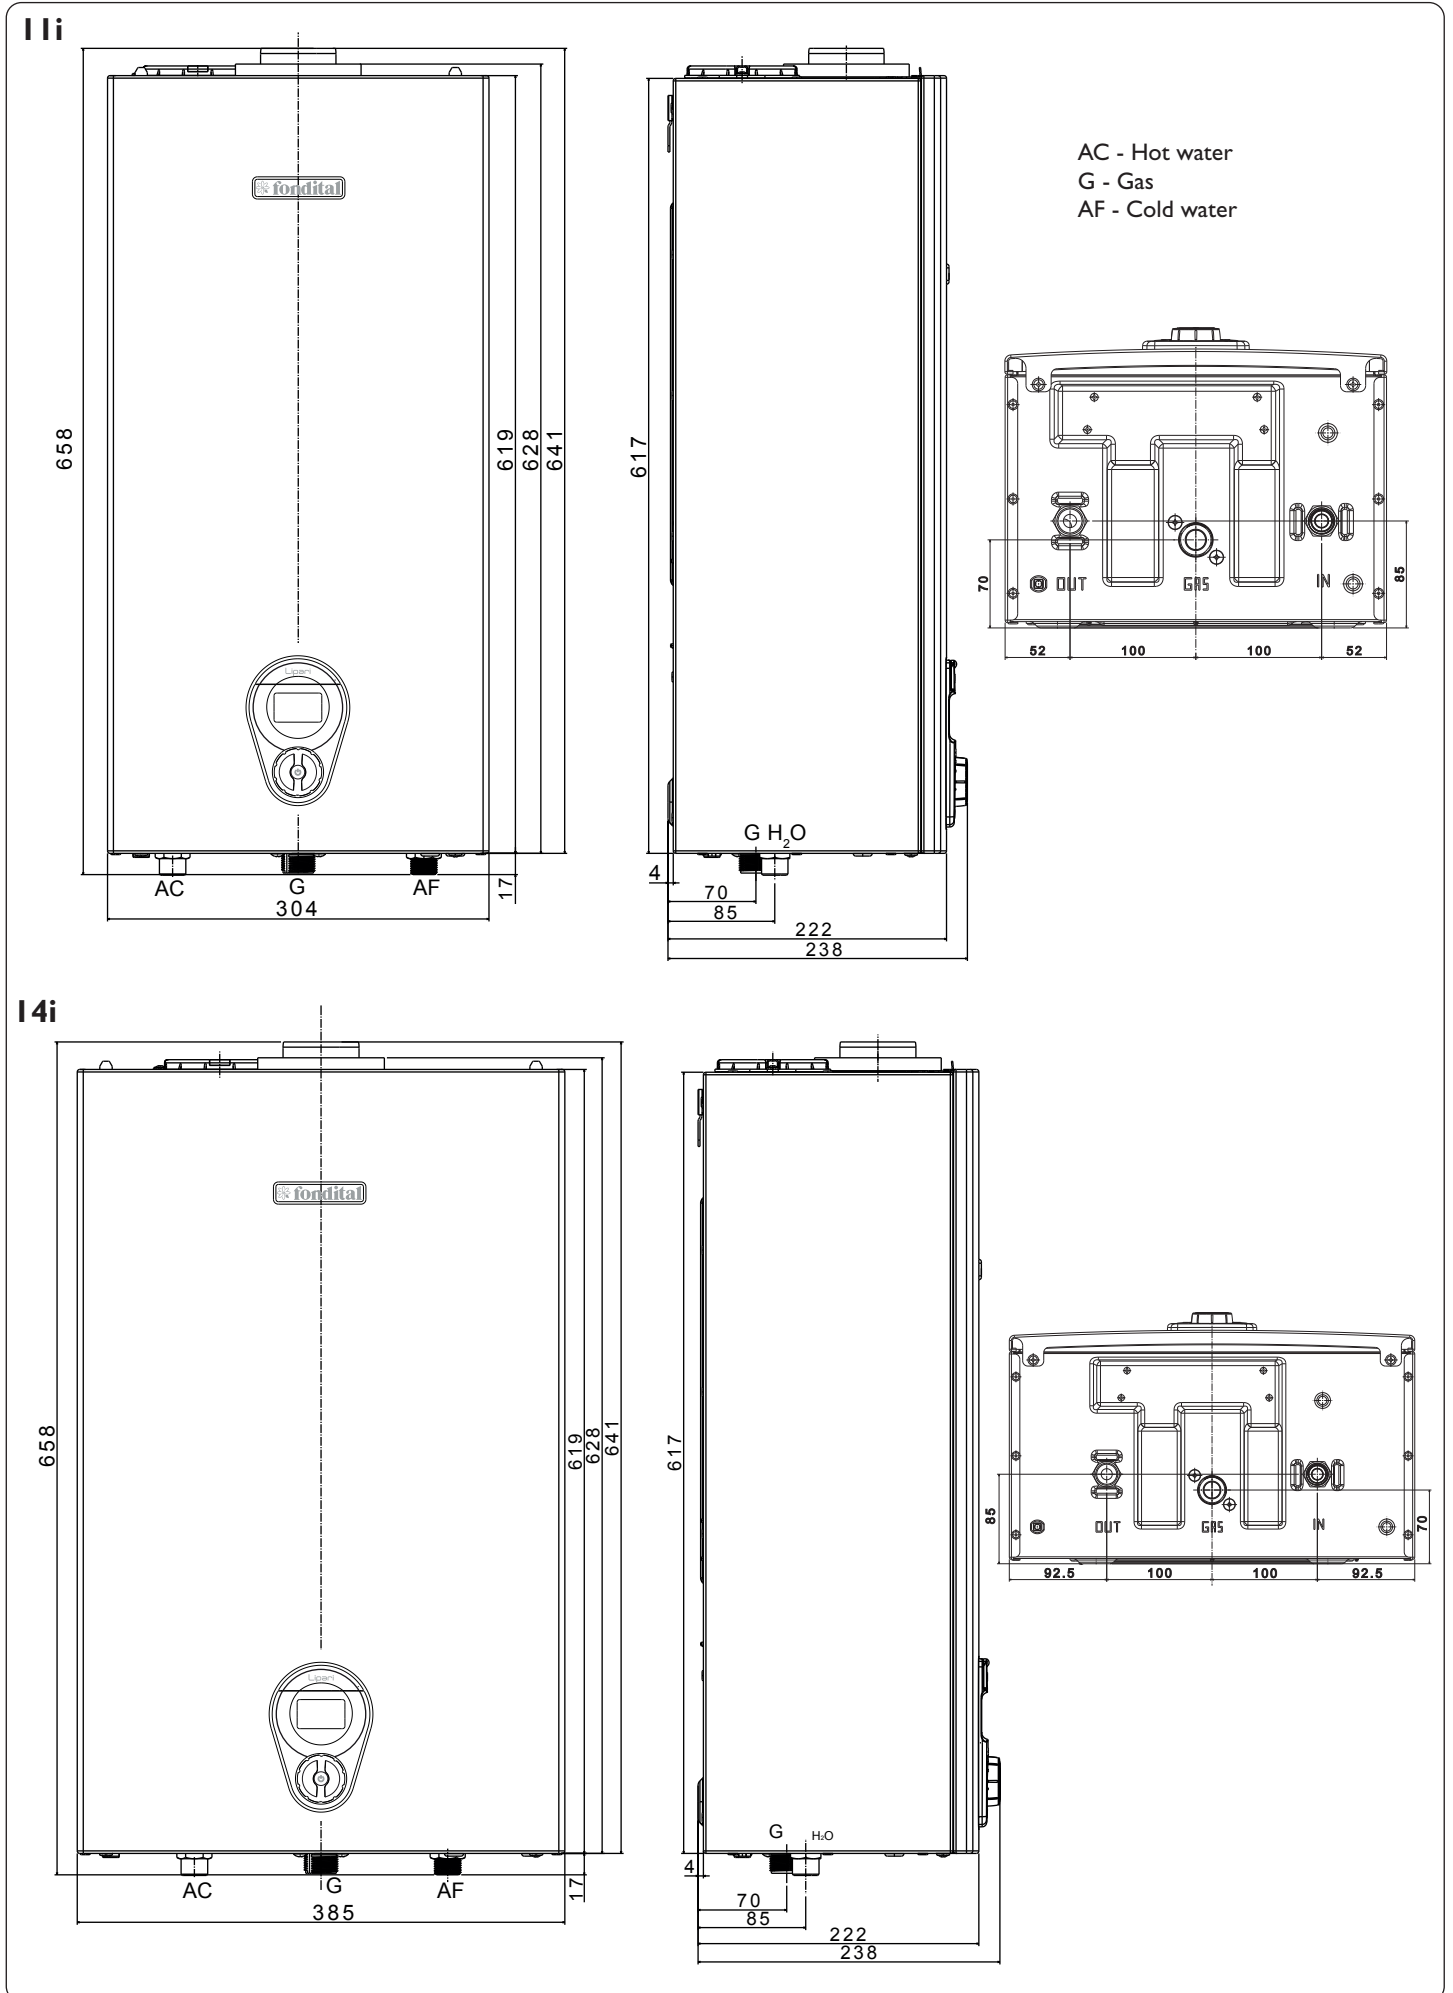 11i
fondital
AC - Hot water
G - Gas
AF - Cold water
658
619
628
641
617
Lipari
AC
G
AF
17
304
G H₂O
4
70
85
222
238
OUT
GAS
IN
70
85
52
100
100
52
14i
fondital
658
619
628
641
617
Lipari
AC
G
AF
17
385
G
H₂O
4
70
85
222
238
OUT
GAS
IN
85
70
92.5
100
100
92.5